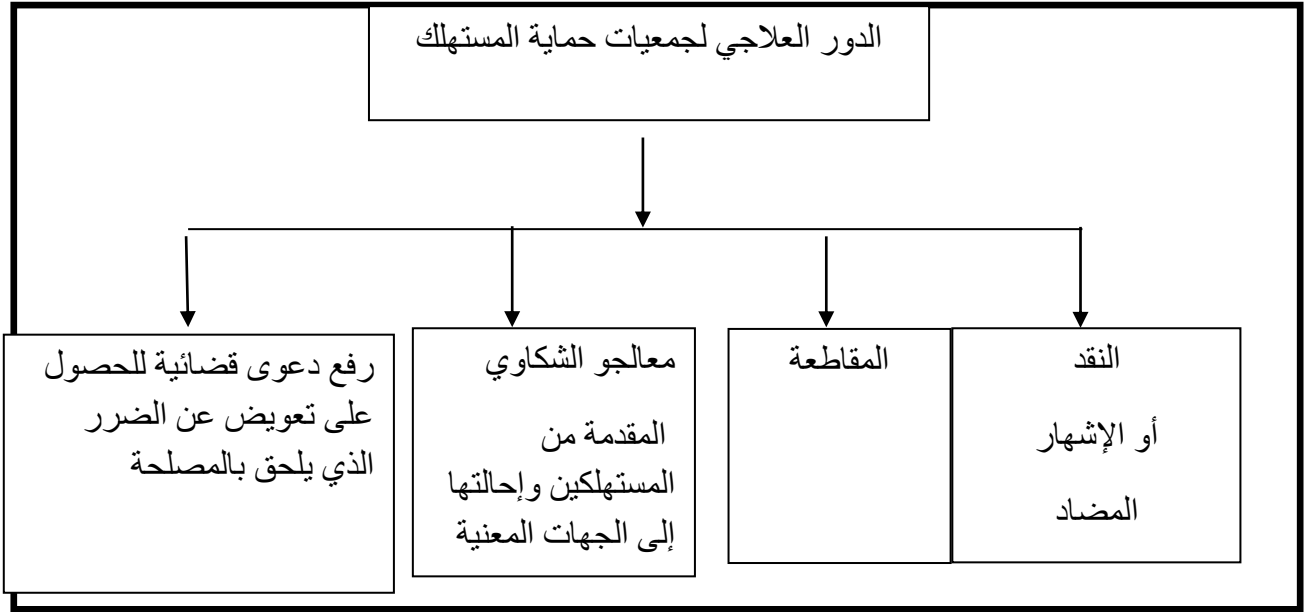 الدور العلاجي لجمعيات حماية المستهلك
النقد
أو الإشهار
المضاد
المقاطعة
معالجو الشكاوي
المقدمة من
المستهلكين وإحالتها
إلى الجهات المعنية
رفع دعوى قضائية للحصول
على تعويض عن الضرر
الذي يلحق بالمصلحة